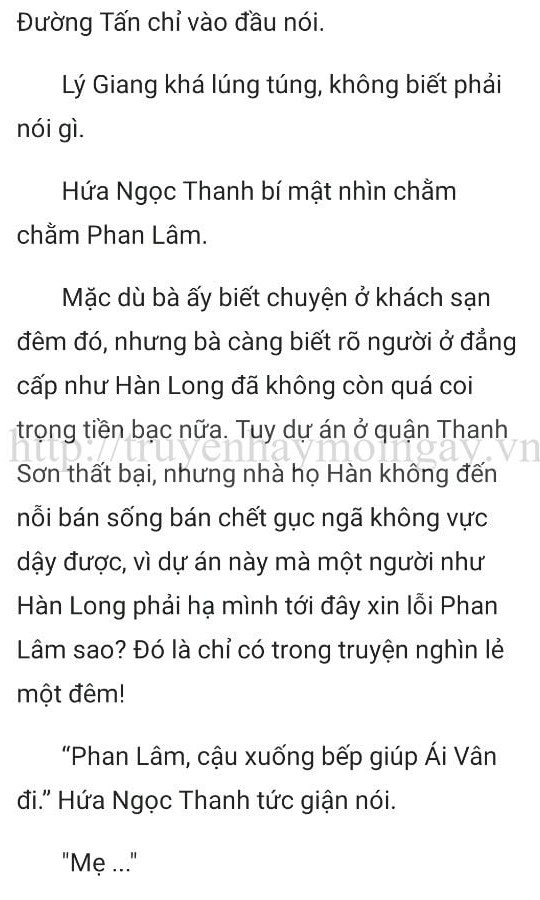 Đường Tấn chỉ vào đầu nói.
Lý Giang khá lúng túng, không biết phải
nói gì.
Hứa Ngọc Thanh bí mật nhìn chằm
chằm Phan Lâm.
Mặc dù bà ấy biết chuyện ở khách sạn
đêm đó, nhưng bà càng biết rõ người ở đẳng
cấp như Hàn Long đã không còn quá coi
trọng tiền bạc nữa. Tuy dự án ở quận Thanh
http://truyenhaymoingay.vn
Sơn thất bại, nhưng nhà họ Hàn không đến
nỗi bán sống bán chết gục ngã không vực
dậy được, vì dự án này mà một người như
Hàn Long phải hạ mình tới đây xin lỗi Phan
Lâm sao? Đó là chỉ có trong truyện nghìn lẻ
một đêm!
“Phan Lâm, cậu xuống bếp giúp Ái Vân
đi.” Hứa Ngọc Thanh tức giận nói.
"Mẹ ..."